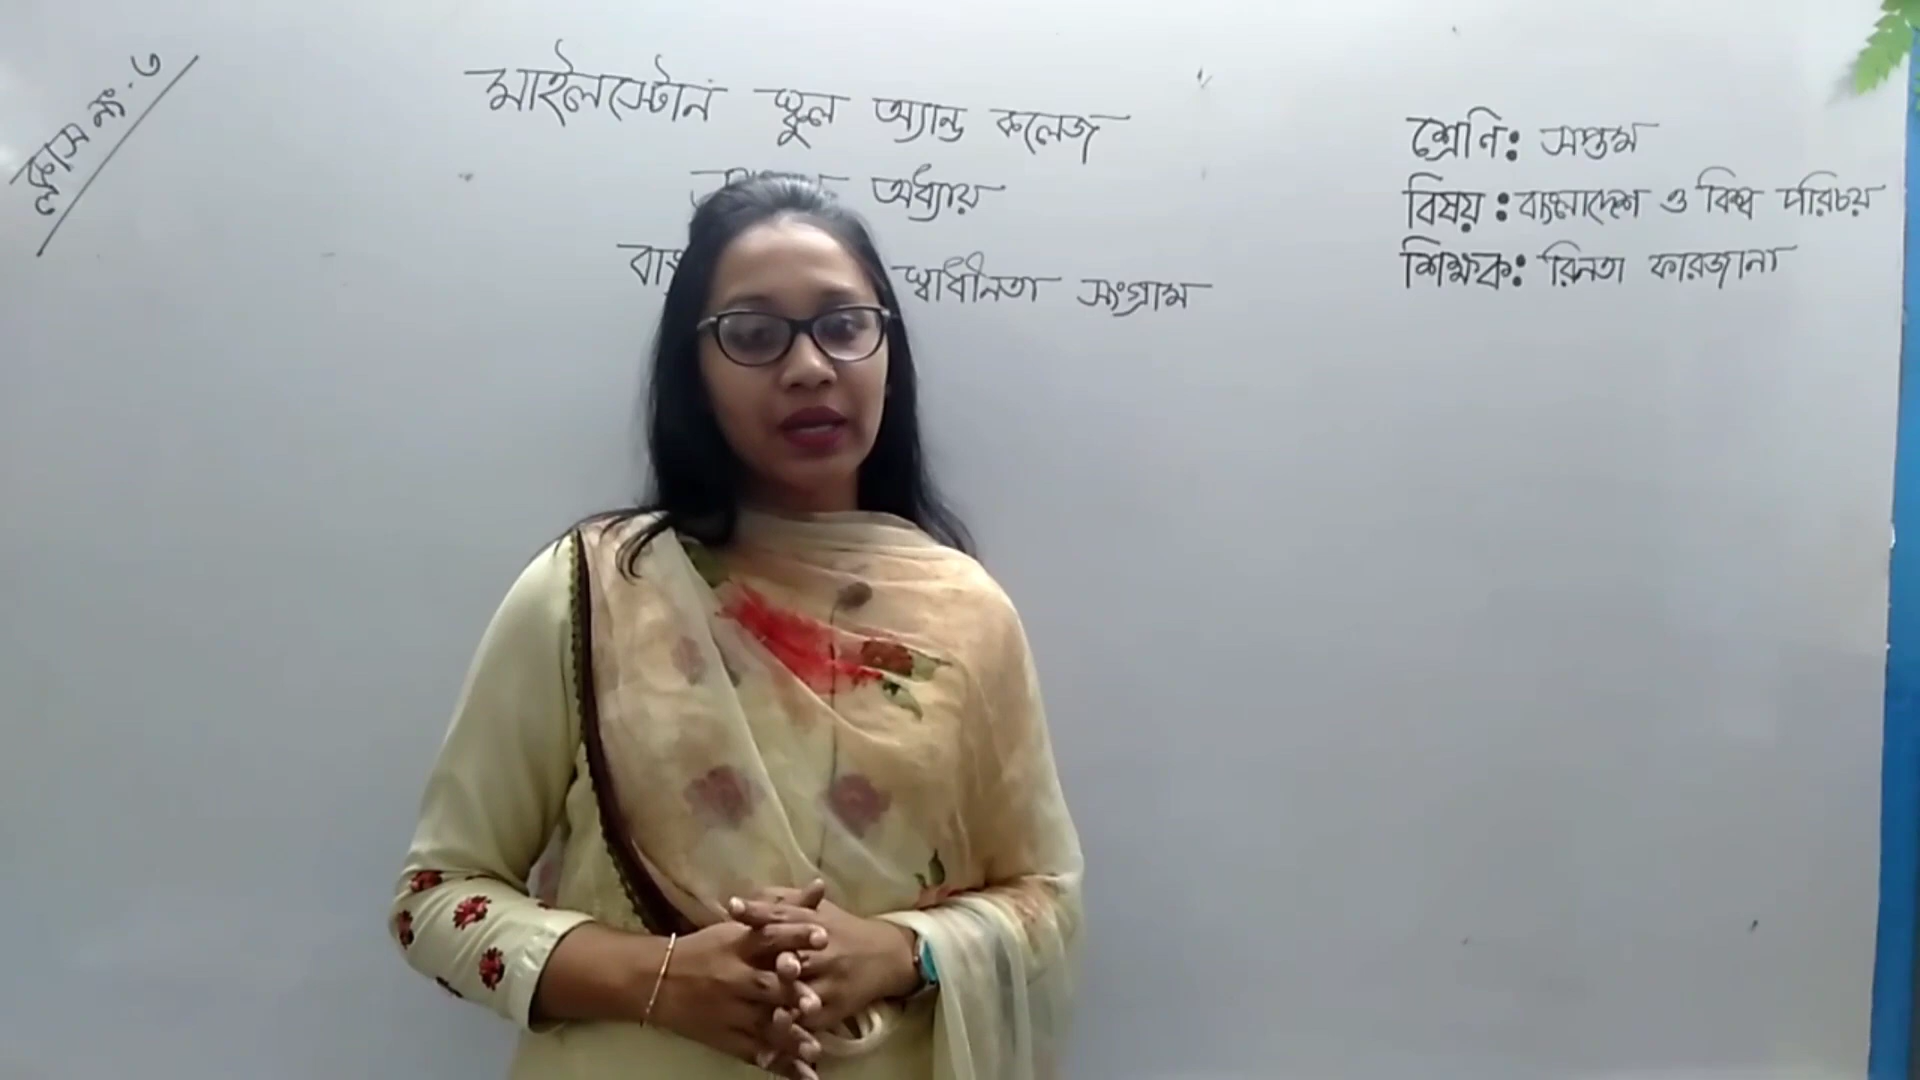 ক্লাস নং- ৩
মাইলস্টোন স্কুল অ্যান্ড কলেজ
অধ্যায়
স্বাধীনতা সংগ্রাম
শ্রেণি: সপ্তম
বিষয়: বাংলাদেশ ও বিশ্ব পরিচয়
শিক্ষক: রিনতা ফারজানা